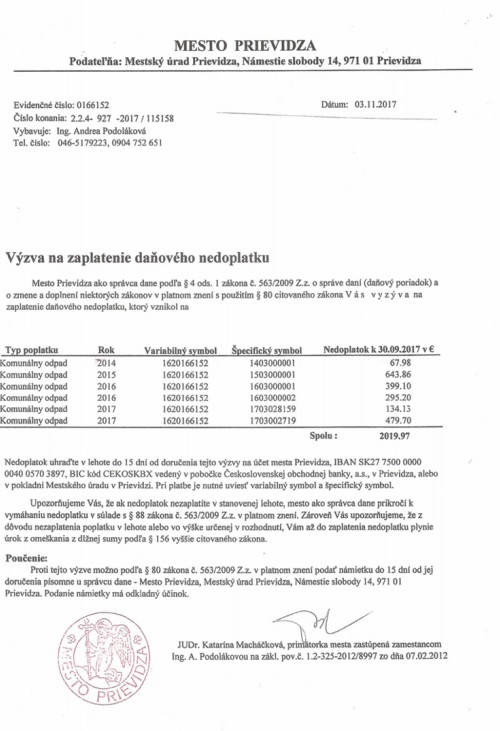 MESTO PRIEVIDZA
Podateľňa: Mestský úrad Prievidza, Námestie slobody 14, 971 01 Prievidza
Evidenčné číslo: 0166152
Dátum: 03.11.2017
Číslo konania: 2.2.4- 927 -2017 / 115158
Vybavuje: Ing. Andrea Podoláková
Tel. číslo: 046-5179223, 0904 752 651
Výzva na zaplatenie daňového nedoplatku
Mesto Prievidza ako správca dane podľa § 4 ods. 1 zákona č. 563/2009 Z.z. o správe daní (daňový poriadok) a
o zmene a doplnení niektorých zákonov v platnom znení s použitím § 80 citovaného zákona V á s v y z ý v a na
zaplatenie daňového nedoplatku, ktorý vznikol na
Typ poplatku Rok Variabilný symbol Špecifický symbol Nedoplatok k 30.09.2017 v €
Komunálny odpad 2014 1620166152 1403000001 67.98
Komunálny odpad 2015 1620166152 1503000001 643.86
Komunálny odpad 2016 1620166152 1603000001 399.10
Komunálny odpad 2016 1620166152 1603000002 295.20
Komunálny odpad 2017 1620166152 1703028159 134.13
Komunálny odpad 2017 1620166152 1703002719 479.70
Spolu : 2019.97
Nedoplatok uhraďte v lehote do 15 dní od doručenia tejto výzvy na účet mesta Prievidza, IBAN SK27 7500 0000
0040 0570 3897, BIC kód CEKOSKBX vedený v pobočke Československej obchodnej banky, a.s., v Prievidzi, alebo
v pokladni Mestského úradu v Prievidzi. Pri platbe je nutné uviesť variabilný symbol a špecifický symbol.
Upozorňujeme Vás, že ak nedoplatok nezaplatíte v stanovenej lehote, mesto ako správca dane prikročí k
vymáhaniu nedoplatku v súlade s § 88 zákona č. 563/2009 Z.z. v platnom znení. Zároveň Vás upozorňujeme, že z
dôvodu nezaplatenia poplatku v lehote alebo vo výške určenej v rozhodnutí, Vám až do zaplatenia nedoplatku plynie
úrok z omeškania z dlžnej sumy podľa § 156 vyššie citovaného zákona.
Poučenie:
Proti tejto výzve možno podľa § 80 zákona č. 563/2009 Z.z. v platnom znení podať námietku do 15 dní od jej
doručenia písomne u správcu dane - Mesto Prievidza, Mestský úrad Prievidza, Námestie slobody 14, 971 01
Prievidza. Podanie námietky má odkladný účinok.
JUDr. Katarína Macháčková, primátorka mesta zastúpená zamestnancom
Ing. A. Podolákovou na zákl. pov.č. 1.2-325-2012/8997 zo dňa 07.02.2012
MESTO PRIEVIDZA